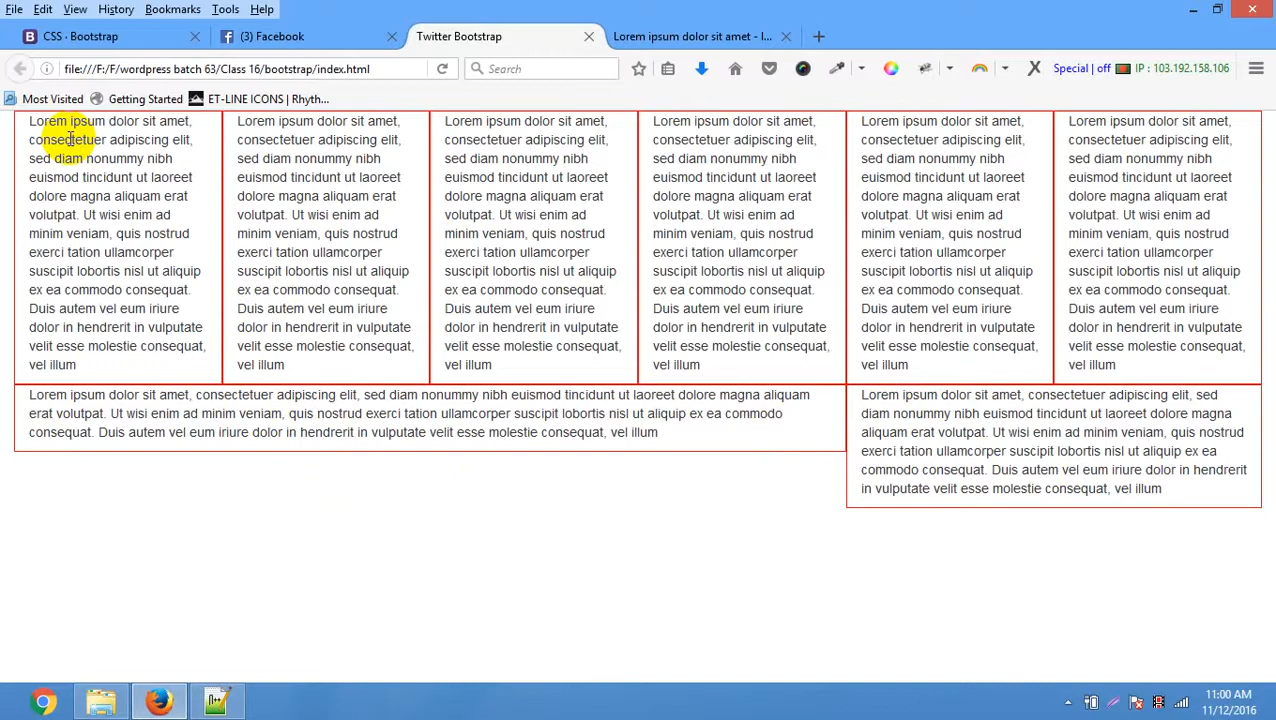 File Edit View History Bookmarks Tools Help
CSS · Bootstrap (3) Facebook Twitter Bootstrap Lorem ipsum dolor sit amet - l...
file:///F:/F/wordpress batch 63/Class 16/bootstrap/index.html Search Special | off IP : 103.192.158.106
Most Visited Getting Started ET-LINE ICONS | Rhyth...
Lorem ipsum dolor sit amet,
consectetuer adipiscing elit,
sed diam nonummy nibh
euismod tincidunt ut laoreet
dolore magna aliquam erat
volutpat. Ut wisi enim ad
minim veniam, quis nostrud
exerci tation ullamcorper
suscipit lobortis nisl ut aliquip
ex ea commodo consequat.
Duis autem vel eum iriure
dolor in hendrerit in vulputate
velit esse molestie consequat,
vel illum
Lorem ipsum dolor sit amet,
consectetuer adipiscing elit,
sed diam nonummy nibh
euismod tincidunt ut laoreet
dolore magna aliquam erat
volutpat. Ut wisi enim ad
minim veniam, quis nostrud
exerci tation ullamcorper
suscipit lobortis nisl ut aliquip
ex ea commodo consequat.
Duis autem vel eum iriure
dolor in hendrerit in vulputate
velit esse molestie consequat,
vel illum
Lorem ipsum dolor sit amet,
consectetuer adipiscing elit,
sed diam nonummy nibh
euismod tincidunt ut laoreet
dolore magna aliquam erat
volutpat. Ut wisi enim ad
minim veniam, quis nostrud
exerci tation ullamcorper
suscipit lobortis nisl ut aliquip
ex ea commodo consequat.
Duis autem vel eum iriure
dolor in hendrerit in vulputate
velit esse molestie consequat,
vel illum
Lorem ipsum dolor sit amet,
consectetuer adipiscing elit,
sed diam nonummy nibh
euismod tincidunt ut laoreet
dolore magna aliquam erat
volutpat. Ut wisi enim ad
minim veniam, quis nostrud
exerci tation ullamcorper
suscipit lobortis nisl ut aliquip
ex ea commodo consequat.
Duis autem vel eum iriure
dolor in hendrerit in vulputate
velit esse molestie consequat,
vel illum
Lorem ipsum dolor sit amet,
consectetuer adipiscing elit,
sed diam nonummy nibh
euismod tincidunt ut laoreet
dolore magna aliquam erat
volutpat. Ut wisi enim ad
minim veniam, quis nostrud
exerci tation ullamcorper
suscipit lobortis nisl ut aliquip
ex ea commodo consequat.
Duis autem vel eum iriure
dolor in hendrerit in vulputate
velit esse molestie consequat,
vel illum
Lorem ipsum dolor sit amet,
consectetuer adipiscing elit,
sed diam nonummy nibh
euismod tincidunt ut laoreet
dolore magna aliquam erat
volutpat. Ut wisi enim ad
minim veniam, quis nostrud
exerci tation ullamcorper
suscipit lobortis nisl ut aliquip
ex ea commodo consequat.
Duis autem vel eum iriure
dolor in hendrerit in vulputate
velit esse molestie consequat,
vel illum
Lorem ipsum dolor sit amet, consectetuer adipiscing elit, sed diam nonummy nibh euismod tincidunt ut laoreet dolore magna aliquam
erat volutpat. Ut wisi enim ad minim veniam, quis nostrud exerci tation ullamcorper suscipit lobortis nisl ut aliquip ex ea commodo
consequat. Duis autem vel eum iriure dolor in hendrerit in vulputate velit esse molestie consequat, vel illum
Lorem ipsum dolor sit amet, consectetuer adipiscing elit, sed
diam nonummy nibh euismod tincidunt ut laoreet dolore magna
aliquam erat volutpat. Ut wisi enim ad minim veniam, quis nostrud
exerci tation ullamcorper suscipit lobortis nisl ut aliquip ex ea
commodo consequat. Duis autem vel eum iriure dolor in hendrerit
in vulputate velit esse molestie consequat, vel illum
11:00 AM
11/12/2016